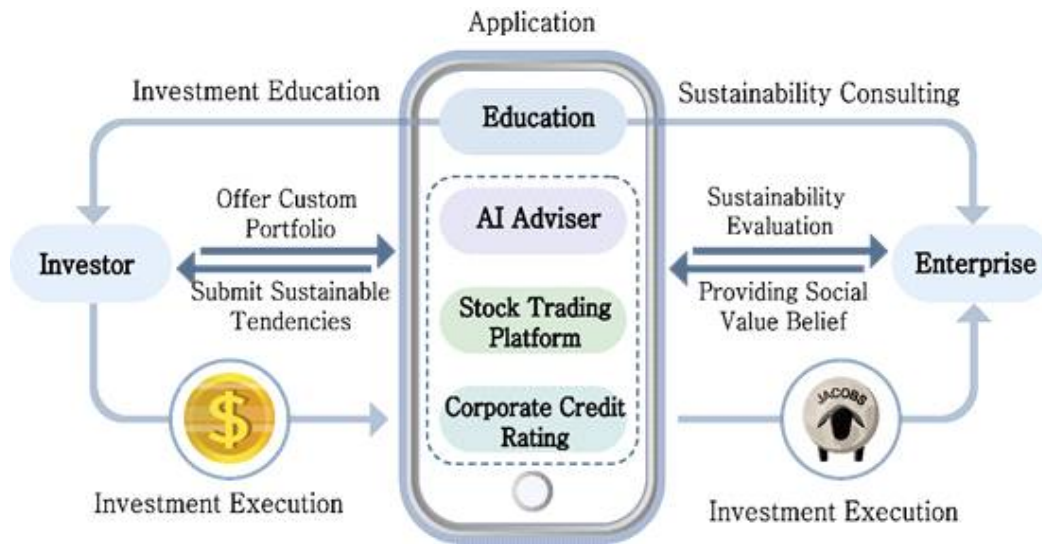 Application
Investment Education
Education
Sustainability Consulting
Offer Custom
Portfolio
Investor
Submit Sustainable
Tendencies
AI Adviser
Stock Trading
Platform
Corporate Credit
Rating
Sustainability
Evaluation
Enterprise
Providing Social
Value Belief
$
JACOBS
Investment Execution
Investment Execution